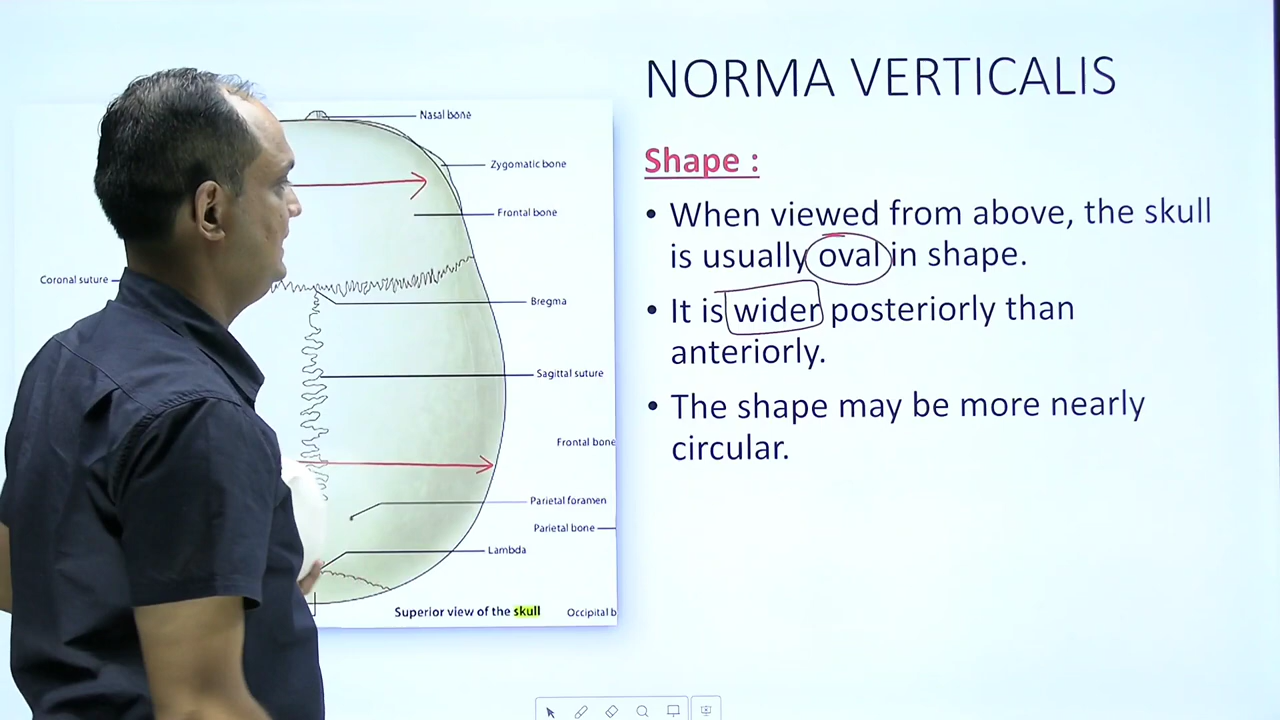 NORMA VERTICALIS
Shape :
• When viewed from above, the skull
is usually oval in shape.
• It is wider posteriorly than
anteriorly.
• The shape may be more nearly
circular.
Nasal bone
Zygomatic bone
Frontal bone
Coronal suture
Bregma
Sagittal suture
Frontal bone
Parietal foramen
Parietal bone
Lambda
Superior view of the skull
Occipital b